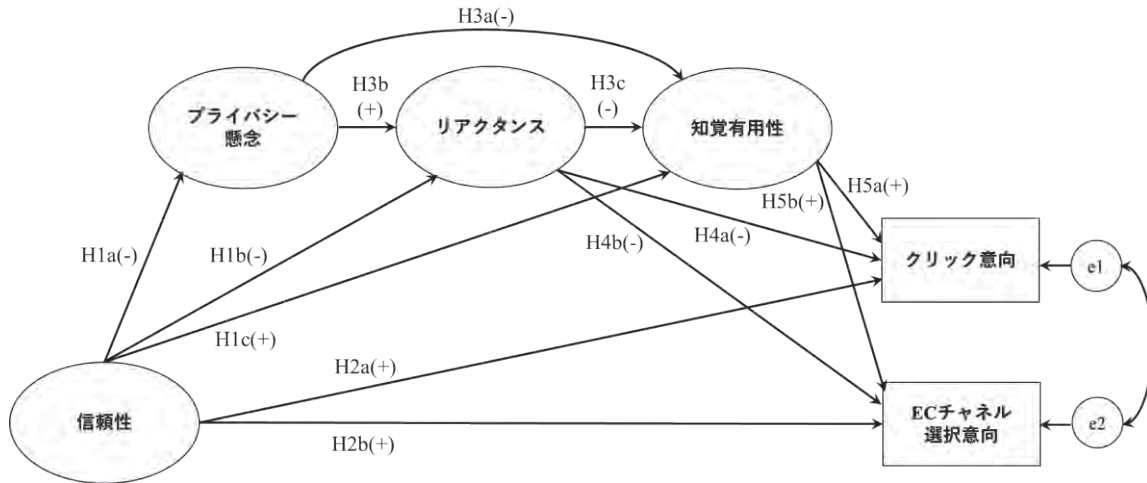 H3a(-)
H3b
(+)
H3c
(-)
プライバシー
懸念
リアクタンス
知覚有用性
H5a(+)
H5b(+)
H1a(-)
H1b(-)
H4b(-)
H4a(-)
クリック意向
e1
H1c(+)
H2a(+)
信頼性
H2b(+)
ECチャネル
選択意向
e2